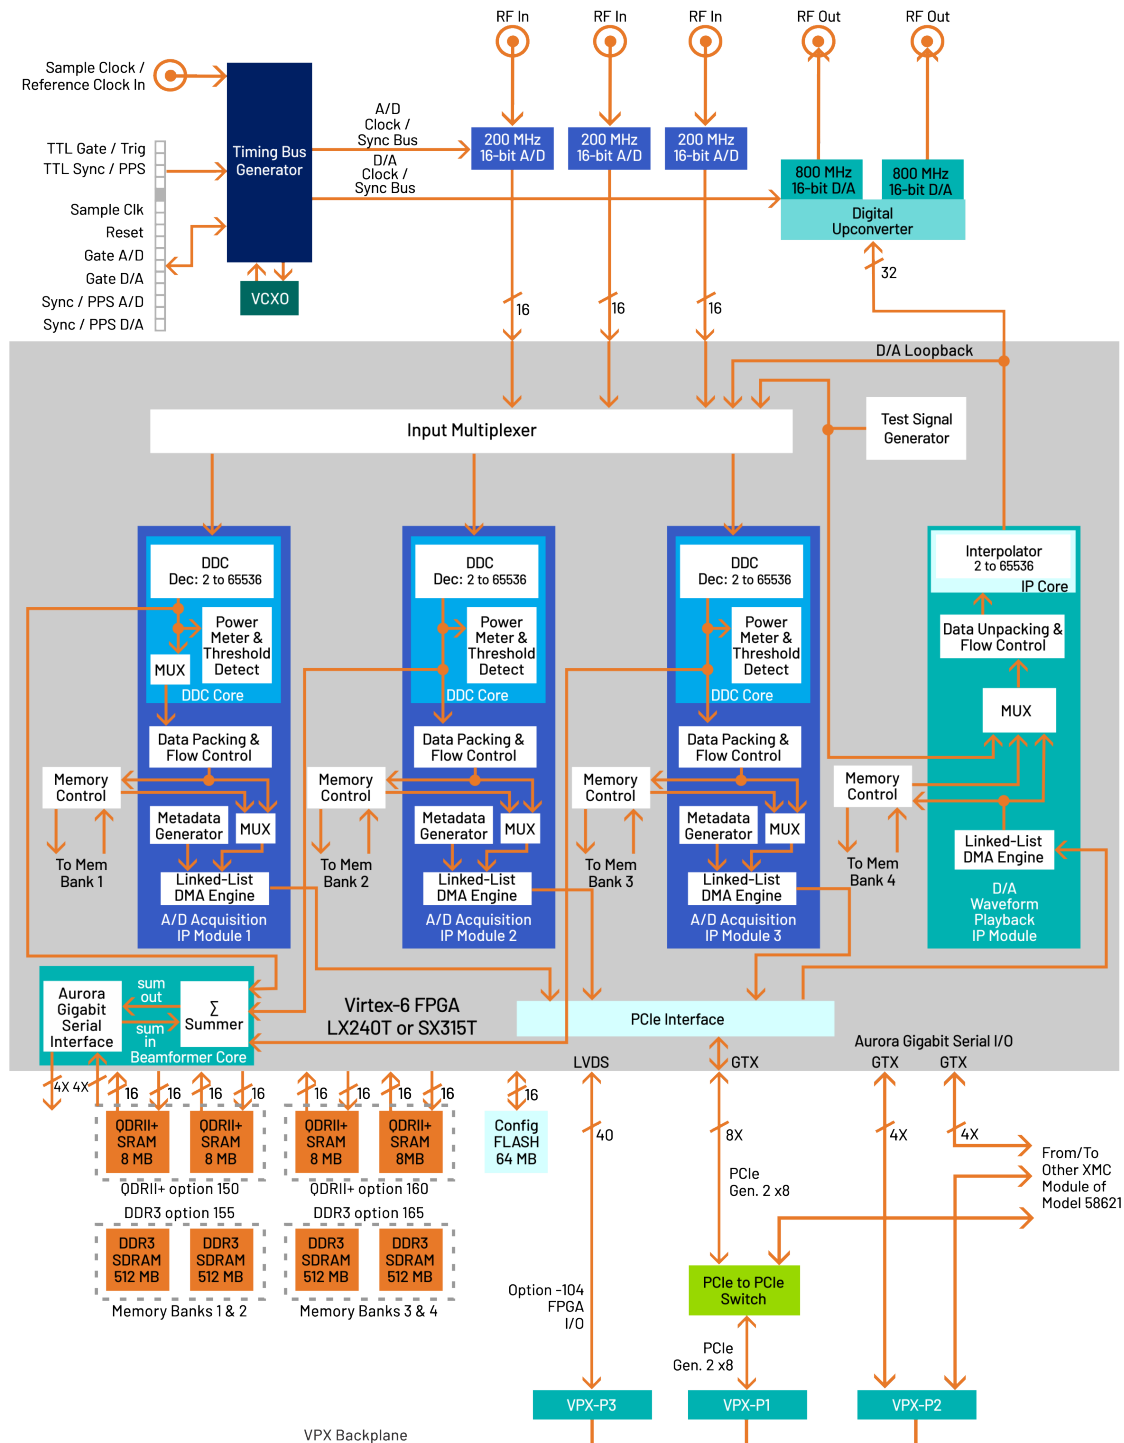 RF In
RF In
RF In
RF Out
RF Out
Sample Clock /
Reference Clock In
TTL Gate / Trig
TTL Sync / PPS
Sample Clk
Reset
Gate A/D
Gate D/A
Sync / PPS A/D
Sync / PPS D/A
Timing Bus
Generator
VCXO
A/D
Clock /
Sync Bus
D/A
Clock /
Sync Bus
200 MHz
16-bit A/D
200 MHz
16-bit A/D
200 MHz
16-bit A/D
800 MHz
16-bit D/A
800 MHz
16-bit D/A
Digital
Upconverter
32
16
16
16
D/A Loopback
Input Multiplexer
Test Signal
Generator
DDC
Dec: 2 to 65536
Power
Meter &
Threshold
Detect
MUX
DDC Core
Data Packing &
Flow Control
Memory
Control
Metadata
Generator
MUX
To Mem
Bank 1
Linked-List
DMA Engine
A/D Acquisition
IP Module 1
DDC
Dec: 2 to 65536
Power
Meter &
Threshold
Detect
DDC Core
Data Packing &
Flow Control
Memory
Control
Metadata
Generator
MUX
To Mem
Bank 2
Linked-List
DMA Engine
A/D Acquisition
IP Module 2
DDC
Dec: 2 to 65536
Power
Meter &
Threshold
Detect
DDC Core
Data Packing &
Flow Control
Memory
Control
Metadata
Generator
MUX
To Mem
Bank 3
Linked-List
DMA Engine
A/D Acquisition
IP Module 3
Interpolator
2 to 65536
IP Core
Data Unpacking &
Flow Control
MUX
Memory
Control
To Mem
Bank 4
Linked-List
DMA Engine
D/A
Waveform
Playback
IP Module
Aurora
Gigabit
Serial
Interface
sum
out
sum
in
Σ
Summer
Beamformer Core
Virtex-6 FPGA
LX240T or SX315T
PCIe Interface
LVDS
GTX
Aurora Gigabit Serial I/O
GTX
GTX
4X
4X
16
16
16
16
16
16
16
16
16
40
8X
4X
4X
QDRII+
SRAM
8 MB
QDRII+
SRAM
8 MB
QDRII+
SRAM
8 MB
QDRII+
SRAM
8MB
Config
FLASH
64 MB
QDRII+ option 150
QDRII+ option 160
DDR3 option 155
DDR3 option 165
DDR3
SDRAM
512 MB
DDR3
SDRAM
512 MB
DDR3
SDRAM
512 MB
DDR3
SDRAM
512 MB
Memory Banks 1 & 2
Memory Banks 3 & 4
PCIe
Gen. 2 x8
From/To
Other XMC
Module of
Model 58621
Option -104
FPGA
I/O
PCIe to PCIe
Switch
PCIe
Gen. 2 x8
VPX-P3
VPX-P1
VPX-P2
VPX Backplane